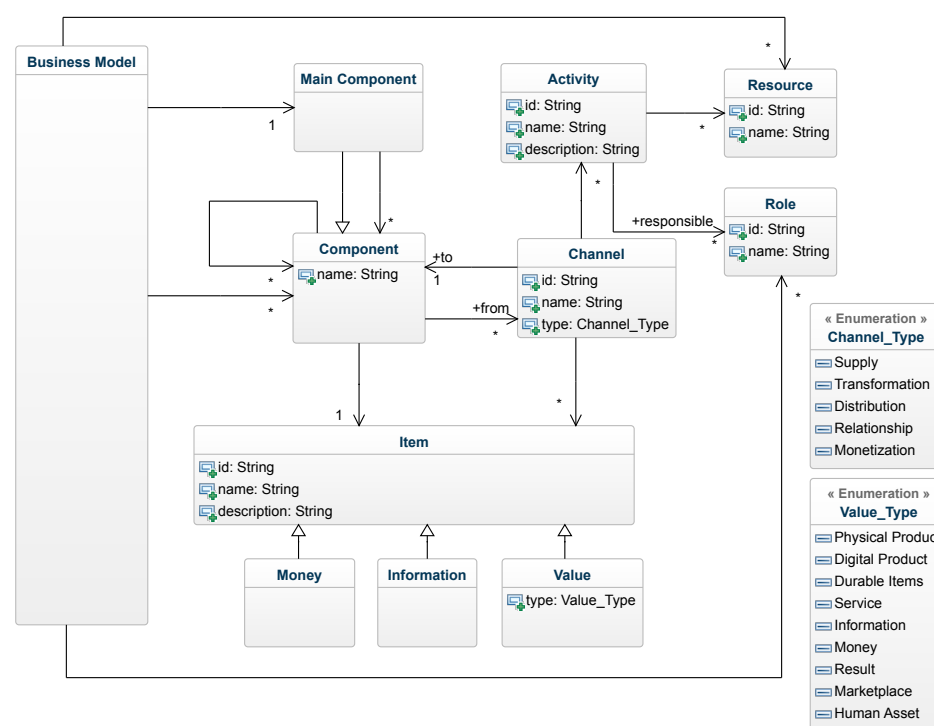 Business Model
*
1
*
Main Component
*
Activity
id: String
name: String
description: String
*
*
Resource
id: String
name: String
+responsible
*
Role
id: String
name: String
*
Component
name: String
*
+to
1
+from
*
Channel
id: String
name: String
type: Channel_Type
1
*
Item
id: String
name: String
description: String
Money
Information
Value
type: Value_Type
« Enumeration »
Channel_Type
Supply
Transformation
Distribution
Relationship
Monetization
« Enumeration »
Value_Type
Physical Produc
Digital Product
Durable Items
Service
Information
Money
Result
Marketplace
Human Asset